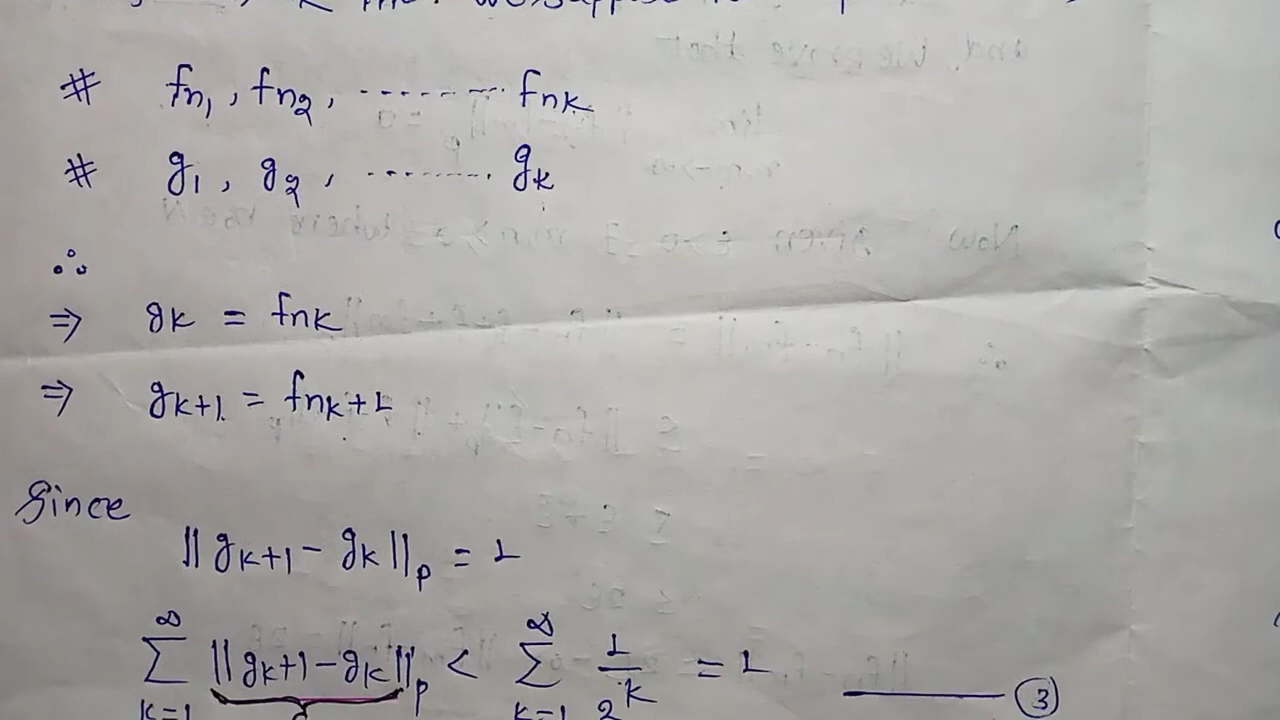 # fn₁, fn₂, ......... fnₖ
# g₁, g₂, ......... gₖ
∴
⇒ gₖ = fnₖ
⇒ gₖ₊₁ = fnₖ+1
Since
||gₖ₊₁ - gₖ||ₚ = 1
∑_{k=1}^{∞} ||gₖ₊₁ - gₖ||ₚ < ∑_{k=1}^{∞} 1/2^k = 1 ——— ③